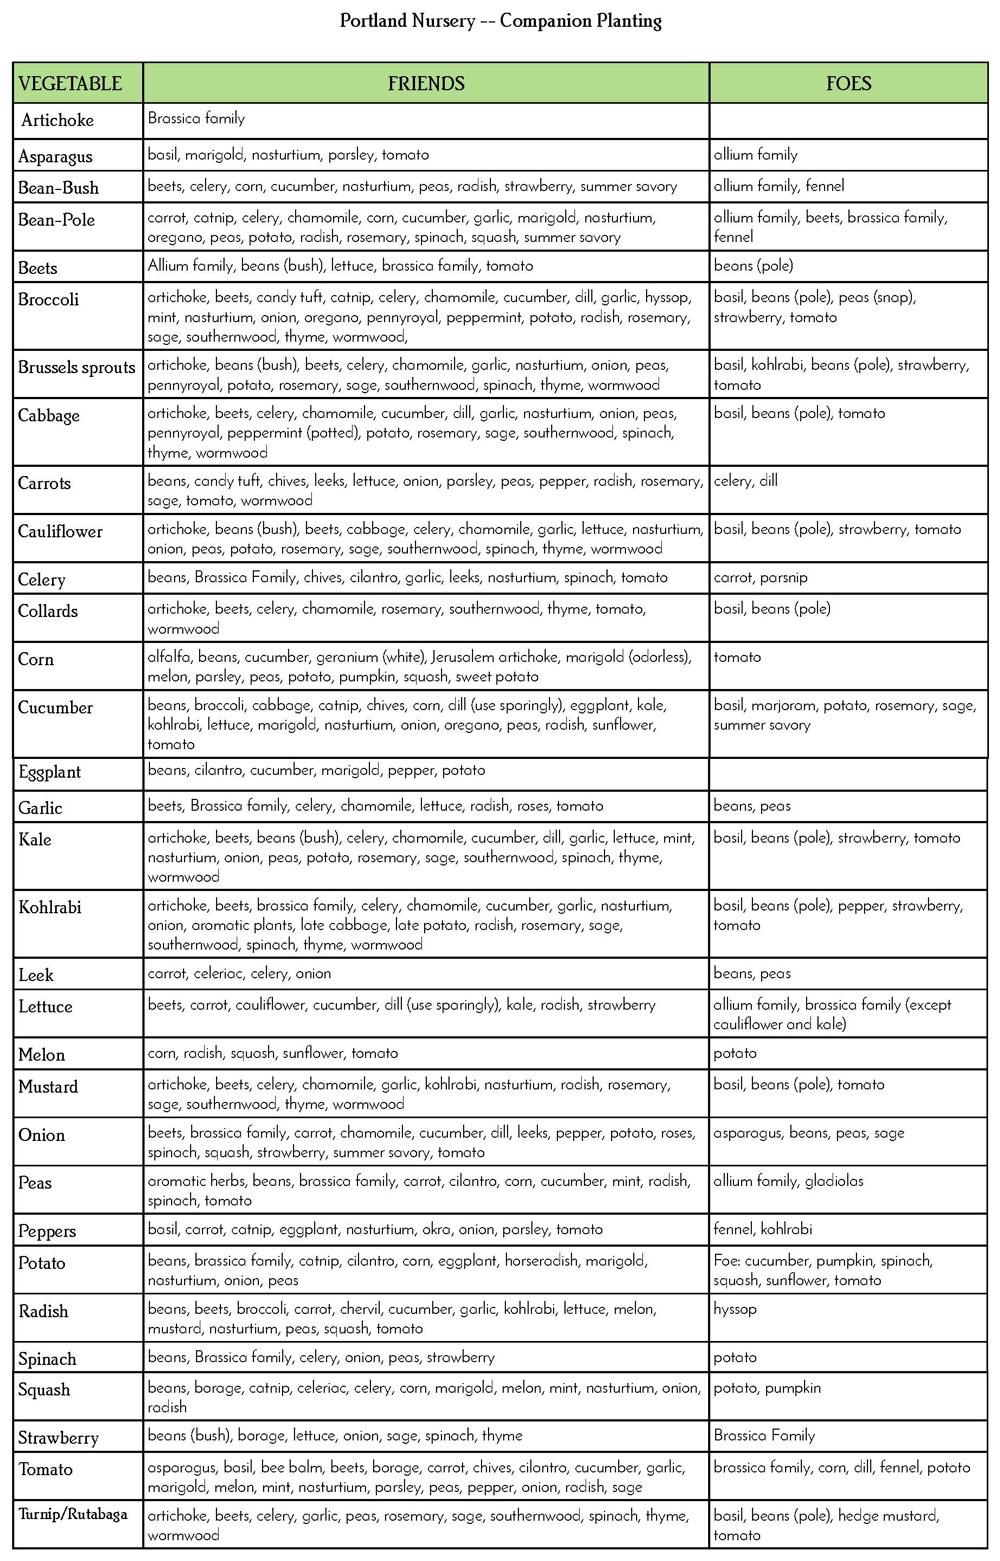 Portland Nursery -- Companion Planting
VEGETABLE FRIENDS FOES
Artichoke Brassica family
Asparagus basil, marigold, nasturtium, parsley, tomato allium family
Bean-Bush beets, celery, corn, cucumber, nasturtium, peas, radish, strawberry, summer savory allium family, fennel
Bean-Pole carrot, catnip, celery, chamomile, corn, cucumber, garlic, marigold, nasturtium, allium family, beets, brassica family,
oregano, peas, potato, radish, rosemary, spinach, squash, summer savory fennel
Beets Allium family, beans (bush), lettuce, brassica family, tomato beans (pole)
Broccoli artichoke, beets, candy tuft, catnip, celery, chamomile, cucumber, dill, garlic, hyssop, basil, beans (pole), peas (snap),
mint, nasturtium, onion, oregano, pennyroyal, peppermint, potato, radish, rosemary, strawberry, tomato
sage, southernwood, thyme, wormwood,
Brussels sprouts artichoke, beans (bush), beets, celery, chamomile, garlic, nasturtium, onion, peas, basil, kohlrabi, beans (pole), strawberry,
pennyroyal, potato, rosemary, sage, southernwood, spinach, thyme, wormwood tomato
Cabbage artichoke, beets, celery, chamomile, cucumber, dill, garlic, nasturtium, onion, peas, basil, beans (pole), tomato
pennyroyal, peppermint (potted), potato, rosemary, sage, southernwood, spinach,
thyme, wormwood
Carrots beans, candy tuft, chives, leeks, lettuce, onion, parsley, peas, pepper, radish, rosemary, celery, dill
sage, tomato, wormwood
Cauliflower artichoke, beans (bush), beets, cabbage, celery, chamomile, garlic, lettuce, nasturtium, basil, beans (pole), strawberry, tomato
onion, peas, potato, rosemary, sage, southernwood, spinach, thyme, wormwood
Celery beans, Brassica Family, chives, cilantro, garlic, leeks, nasturtium, spinach, tomato carrot, parsnip
Collards artichoke, beets, celery, chamomile, rosemary, southernwood, thyme, tomato, basil, beans (pole)
wormwood
Corn alfalfa, beans, cucumber, geranium (white), Jerusalem artichoke, marigold (odorless), tomato
melon, parsley, peas, potato, pumpkin, squash, sweet potato
Cucumber beans, broccoli, cabbage, catnip, chives, corn, dill (use sparingly), eggplant, kale, basil, marjoram, potato, rosemary, sage,
kohlrabi, lettuce, marigold, nasturtium, onion, oregano, peas, radish, sunflower, summer savory
tomato
Eggplant beans, cilantro, cucumber, marigold, pepper, potato
Garlic beets, Brassica family, celery, chamomile, lettuce, radish, roses, tomato beans, peas
Kale artichoke, beets, beans (bush), celery, chamomile, cucumber, dill, garlic, lettuce, mint, basil, beans (pole), strawberry, tomato
nasturtium, onion, peas, potato, rosemary, sage, southernwood, spinach, thyme,
wormwood
Kohlrabi artichoke, beets, brassica family, celery, chamomile, cucumber, garlic, nasturtium, basil, beans (pole), pepper, strawberry,
onion, aromatic plants, late cabbage, late potato, radish, rosemary, sage, tomato
southernwood, spinach, thyme, wormwood
Leek carrot, celeriac, celery, onion beans, peas
Lettuce beets, carrot, cauliflower, cucumber, dill (use sparingly), kale, radish, strawberry allium family, brassica family (except
cauliflower and kale)
Melon corn, radish, squash, sunflower, tomato potato
Mustard artichoke, beets, celery, chamomile, garlic, kohlrabi, nasturtium, radish, rosemary, basil, beans (pole), tomato
sage, southernwood, thyme, wormwood
Onion beets, brassica family, carrot, chamomile, cucumber, dill, leeks, pepper, potato, roses, asparagus, beans, peas, sage
spinach, squash, strawberry, summer savory, tomato
Peas aromatic herbs, beans, brassica family, carrot, cilantro, corn, cucumber, mint, radish, allium family, gladiolas
spinach, tomato
Peppers basil, carrot, catnip, eggplant, nasturtium, okra, onion, parsley, tomato fennel, kohlrabi
Potato beans, brassica family, catnip, cilantro, corn, eggplant, horseradish, marigold, Foe: cucumber, pumpkin, spinach,
nasturtium, onion, peas squash, sunflower, tomato
Radish beans, beets, broccoli, carrot, chervil, cucumber, garlic, kohlrabi, lettuce, melon, hyssop
mustard, nasturtium, peas, squash, tomato
Spinach beans, Brassica family, celery, onion, peas, strawberry potato
Squash beans, borage, catnip, celeriac, celery, corn, marigold, melon, mint, nasturtium, onion, potato, pumpkin
radish
Strawberry beans (bush), borage, lettuce, onion, sage, spinach, thyme Brassica Family
Tomato asparagus, basil, bee balm, beets, borage, carrot, chives, cilantro, cucumber, garlic, brassica family, corn, dill, fennel, potato
marigold, melon, mint, nasturtium, parsley, peas, pepper, onion, radish, sage
Turnip/Rutabaga artichoke, beets, celery, garlic, peas, rosemary, sage, southernwood, spinach, thyme, basil, beans (pole), hedge mustard,
wormwood tomato